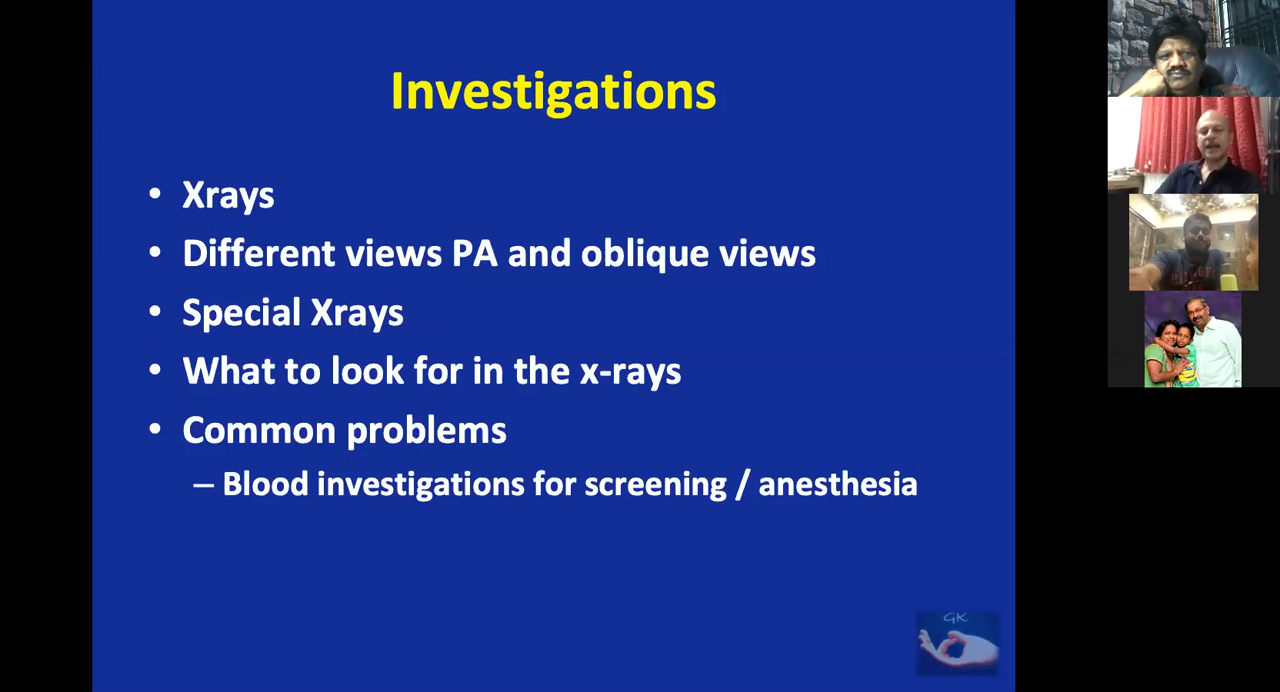 Investigations
• Xrays
• Different views PA and oblique views
• Special Xrays
• What to look for in the x-rays
• Common problems
– Blood investigations for screening / anesthesia
GK